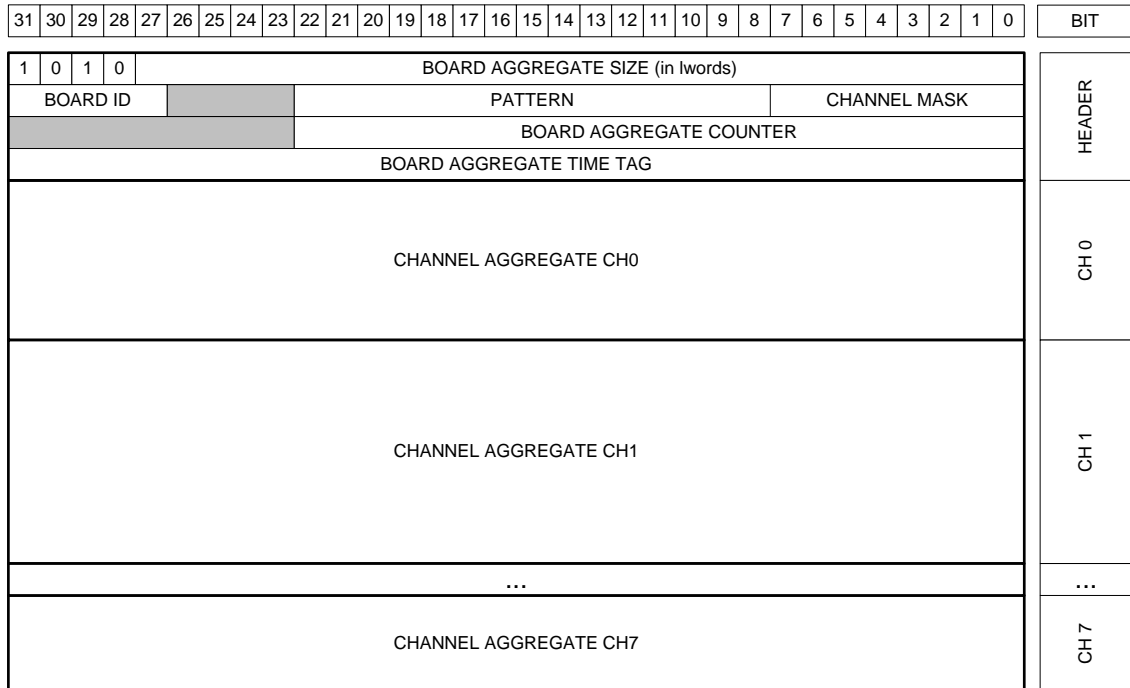 31 30 29 28 27 26 25 24 23 22 21 20 19 18 17 16 15 14 13 12 11 10 9 8 7 6 5 4 3 2 1 0 BIT
1 0 1 0 BOARD AGGREGATE SIZE (in lwords)
BOARD ID PATTERN CHANNEL MASK
BOARD AGGREGATE COUNTER
BOARD AGGREGATE TIME TAG
HEADER
CHANNEL AGGREGATE CH0
CH 0
CHANNEL AGGREGATE CH1
CH 1
... ...
CHANNEL AGGREGATE CH7
CH 7